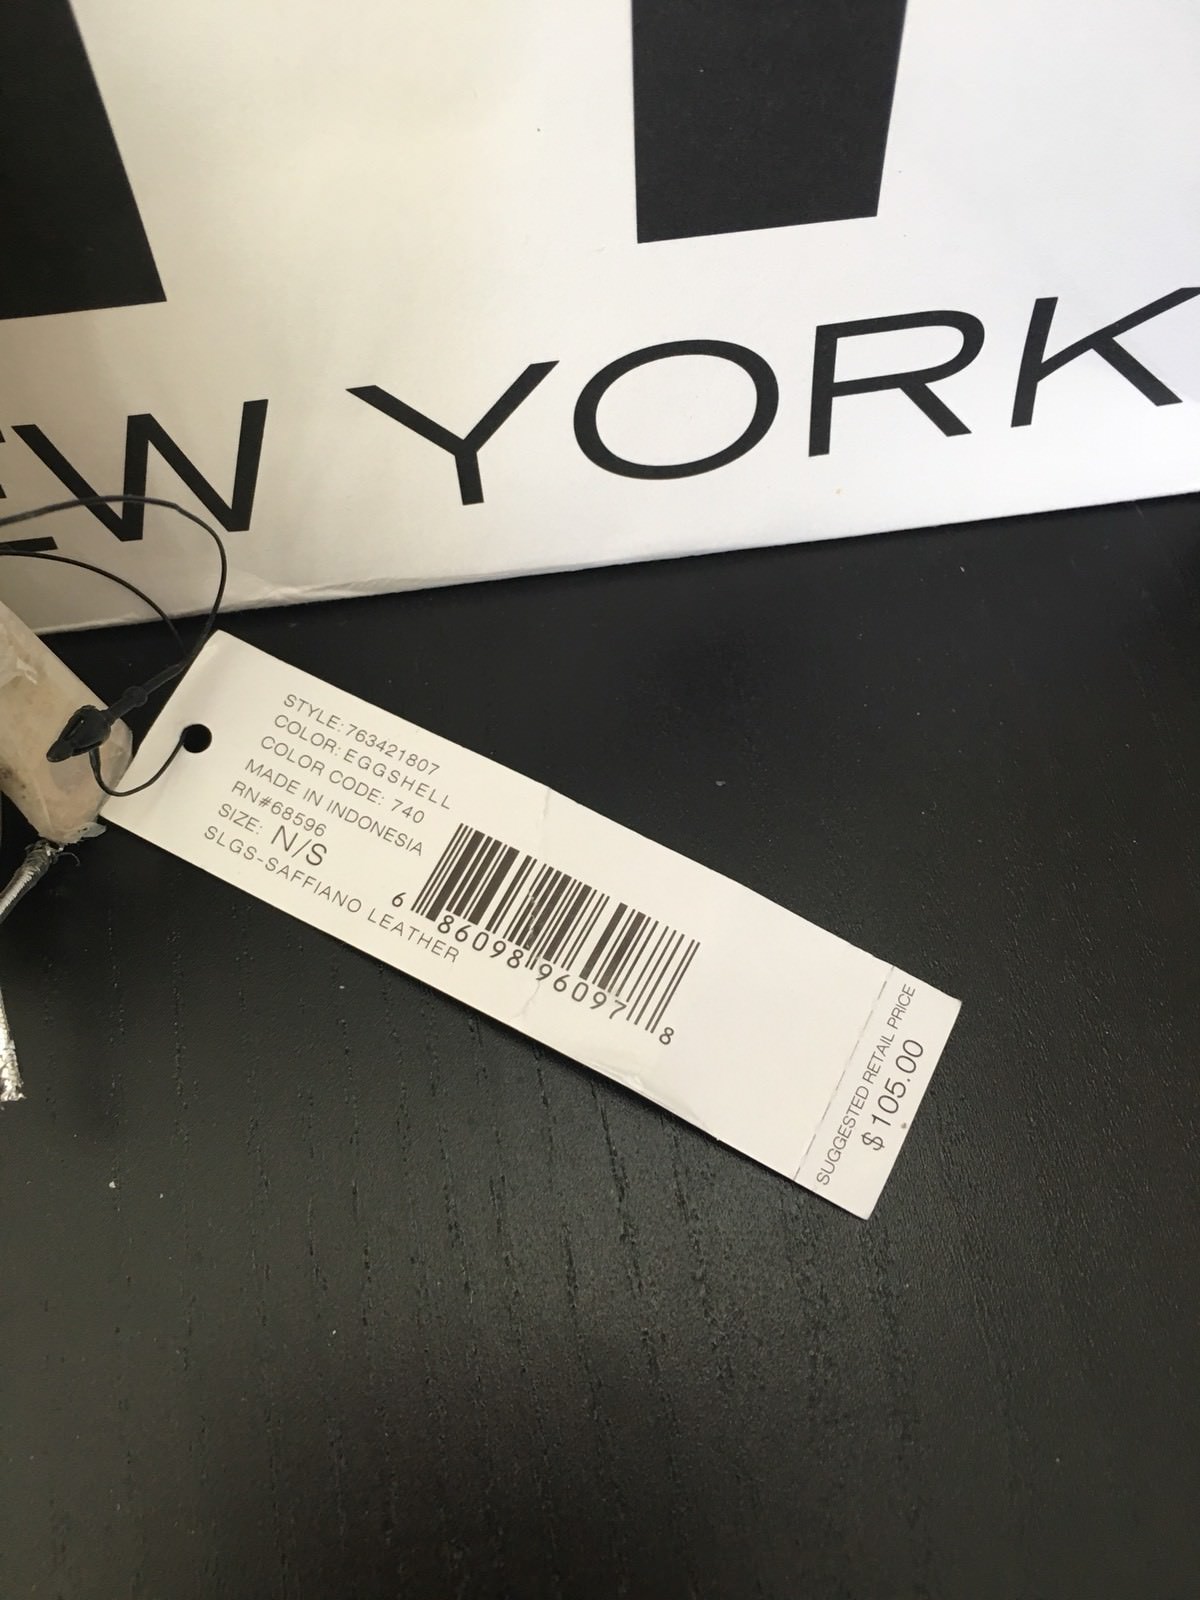 EW YORK
STYLE: 763421807
COLOR: EGGSHELL
COLOR CODE: 740
MADE IN INDONESIA
RN#68596
SIZE: N/S
SLGS-SAFFIANO LEATHER
6 86098 96097 8
SUGGESTED RETAIL PRICE
$ 105.00